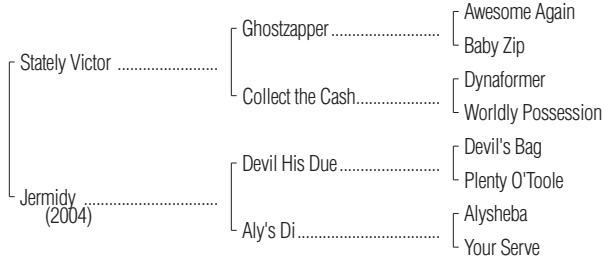 Awesome Again
Ghostzapper
Baby Zip
Stately Victor
Dynaformer
Collect the Cash
Worldly Possession
Devil's Bag
Devil His Due
Plenty O'Toole
Jermidy
(2004)
Alysheba
Aly's Di
Your Serve